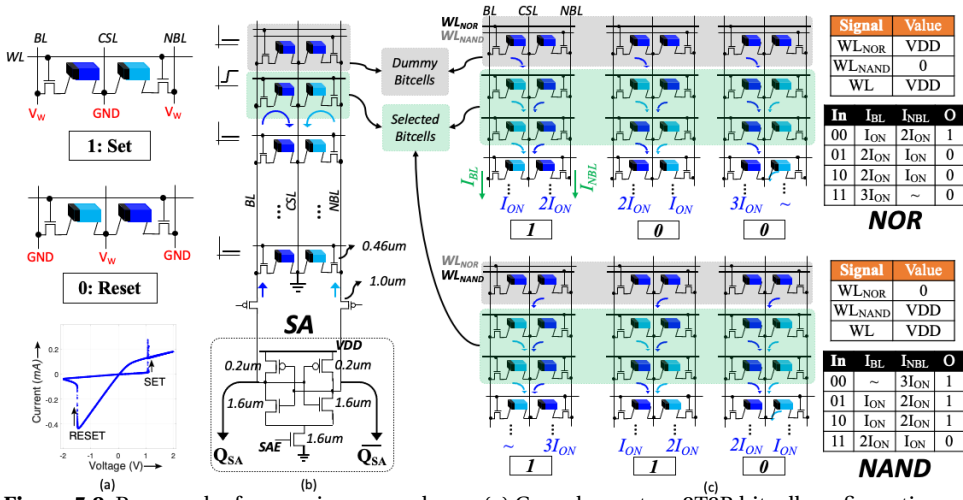 BL CSL NBL
WL
V_W GND V_W
1: Set
GND V_W GND
0: Reset
Current (mA)
0.2
0
-0.2
-0.4
SET
RESET
-2 -1 0 1 2
Voltage (V)
(a)
BL
CSL
NBL
0.46um
1.0um
SA
VDD
0.2um 0.2um
1.6um 1.6um
SAE 1.6um
Q_SA Q̅_SA
(b)
Dummy
Bitcells
Selected
Bitcells
BL CSL NBL
WL_NOR
WL_NAND
I_BL I_NBL
I_ON 2I_ON 2I_ON I_ON 3I_ON ~
1 0 0
WL_NOR
WL_NAND
~ 3I_ON I_ON 2I_ON 2I_ON I_ON
1 1 0
(c)
Signal Value
WL_NOR VDD
WL_NAND 0
WL VDD
In I_BL I_NBL O
00 I_ON 2I_ON 1
01 2I_ON I_ON 0
10 2I_ON I_ON 0
11 3I_ON ~ 0
NOR
Signal Value
WL_NOR 0
WL_NAND VDD
WL VDD
In I_BL I_NBL O
00 ~ 3I_ON 1
01 I_ON 2I_ON 1
10 I_ON 2I_ON 1
11 2I_ON I_ON 0
NAND